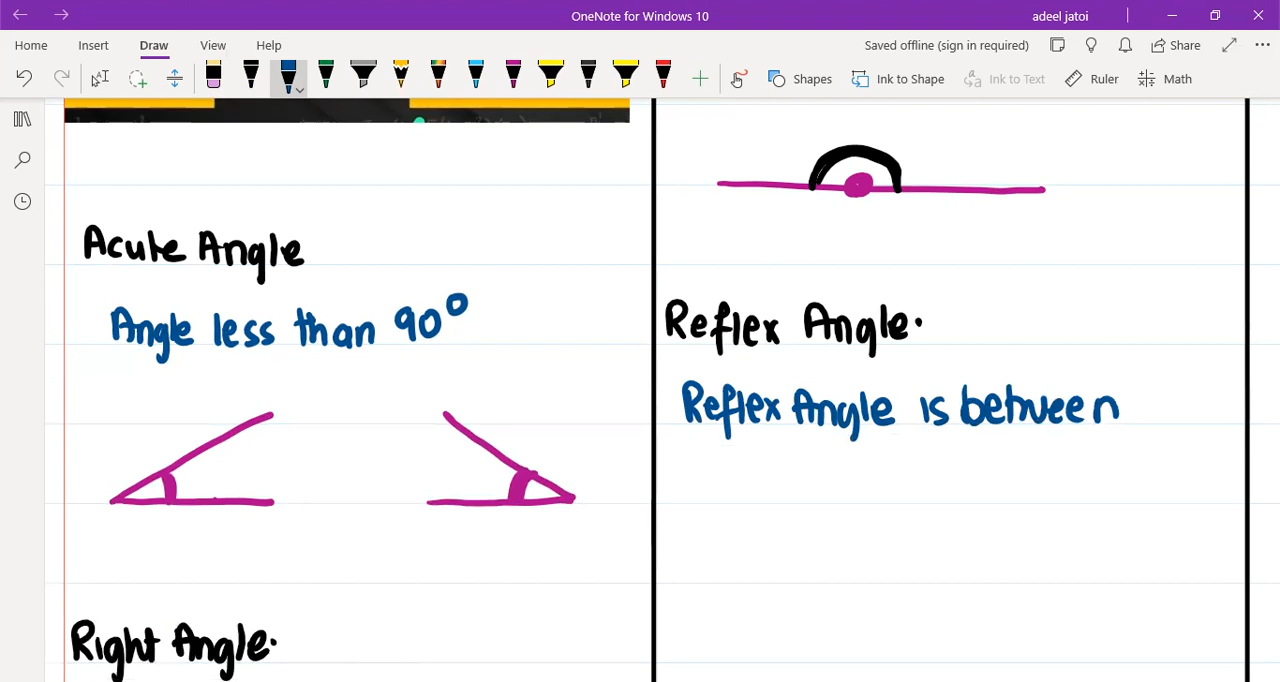 OneNote for Windows 10
adeel jatoi
Home Insert Draw View Help
Saved offline (sign in required)
Share
Shapes
Ink to Shape
Ink to Text
Ruler
Math
Acute Angle
Angle less than 90°
Right Angle.
Reflex Angle.
Reflex Angle is between